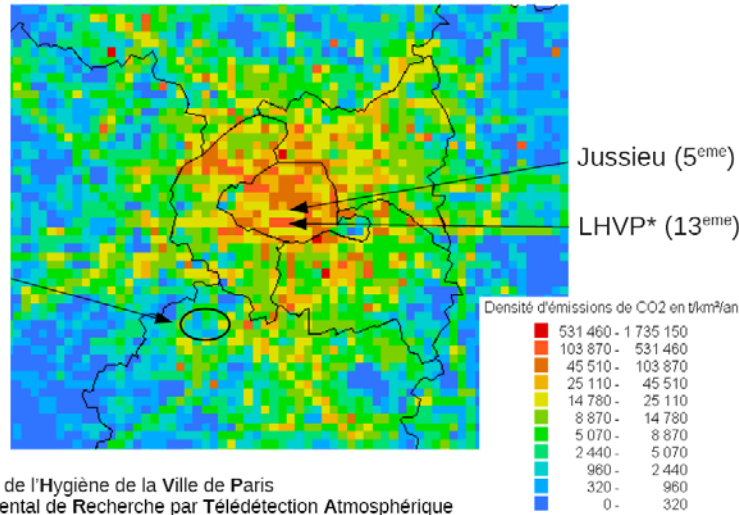 Jussieu (5eme)
LHVP* (13eme)
Densité d'émissions de CO2 en t/km²/an
531 460 - 1 735 150
103 870 - 531 460
45 510 - 103 870
25 110 - 45 510
14 780 - 25 110
8 870 - 14 780
5 070 - 8 870
2 440 - 5 070
960 - 2 440
320 - 960
0 - 320
de l'Hygiène de la Ville de Paris
ental de Recherche par Télédétection Atmosphérique